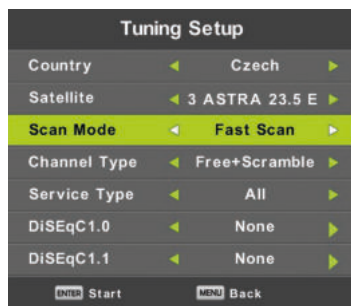 Tuning Setup
Country Czech
Satellite 3 ASTRA 23.5 E
Scan Mode Fast Scan
Channel Type Free+Scramble
Service Type All
DiSEqC1.0 None
DiSEqC1.1 None
ENTER Start MENU Back